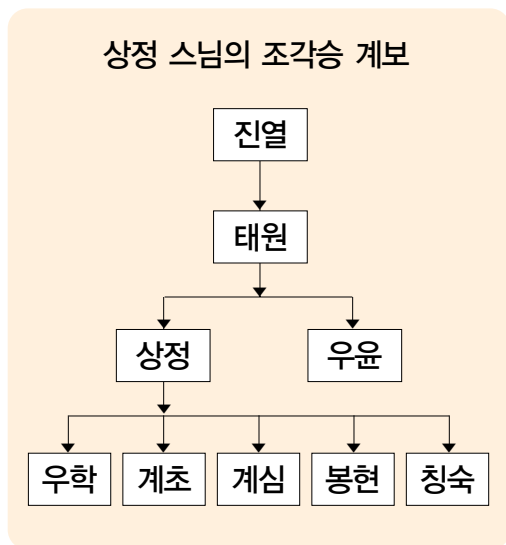 상정 스님의 조각승 계보
진열
태원
상정 우윤
우학 계초 계심 봉현 칭숙